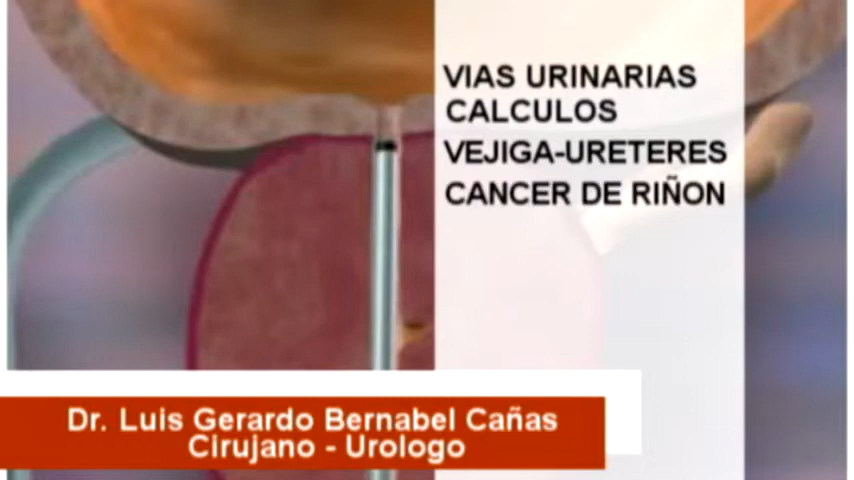 VIAS URINARIAS
CALCULOS
VEJIGA-URETERES
CANCER DE RIÑON
Dr. Luis Gerardo Bernabel Cañas
Cirujano - Urologo